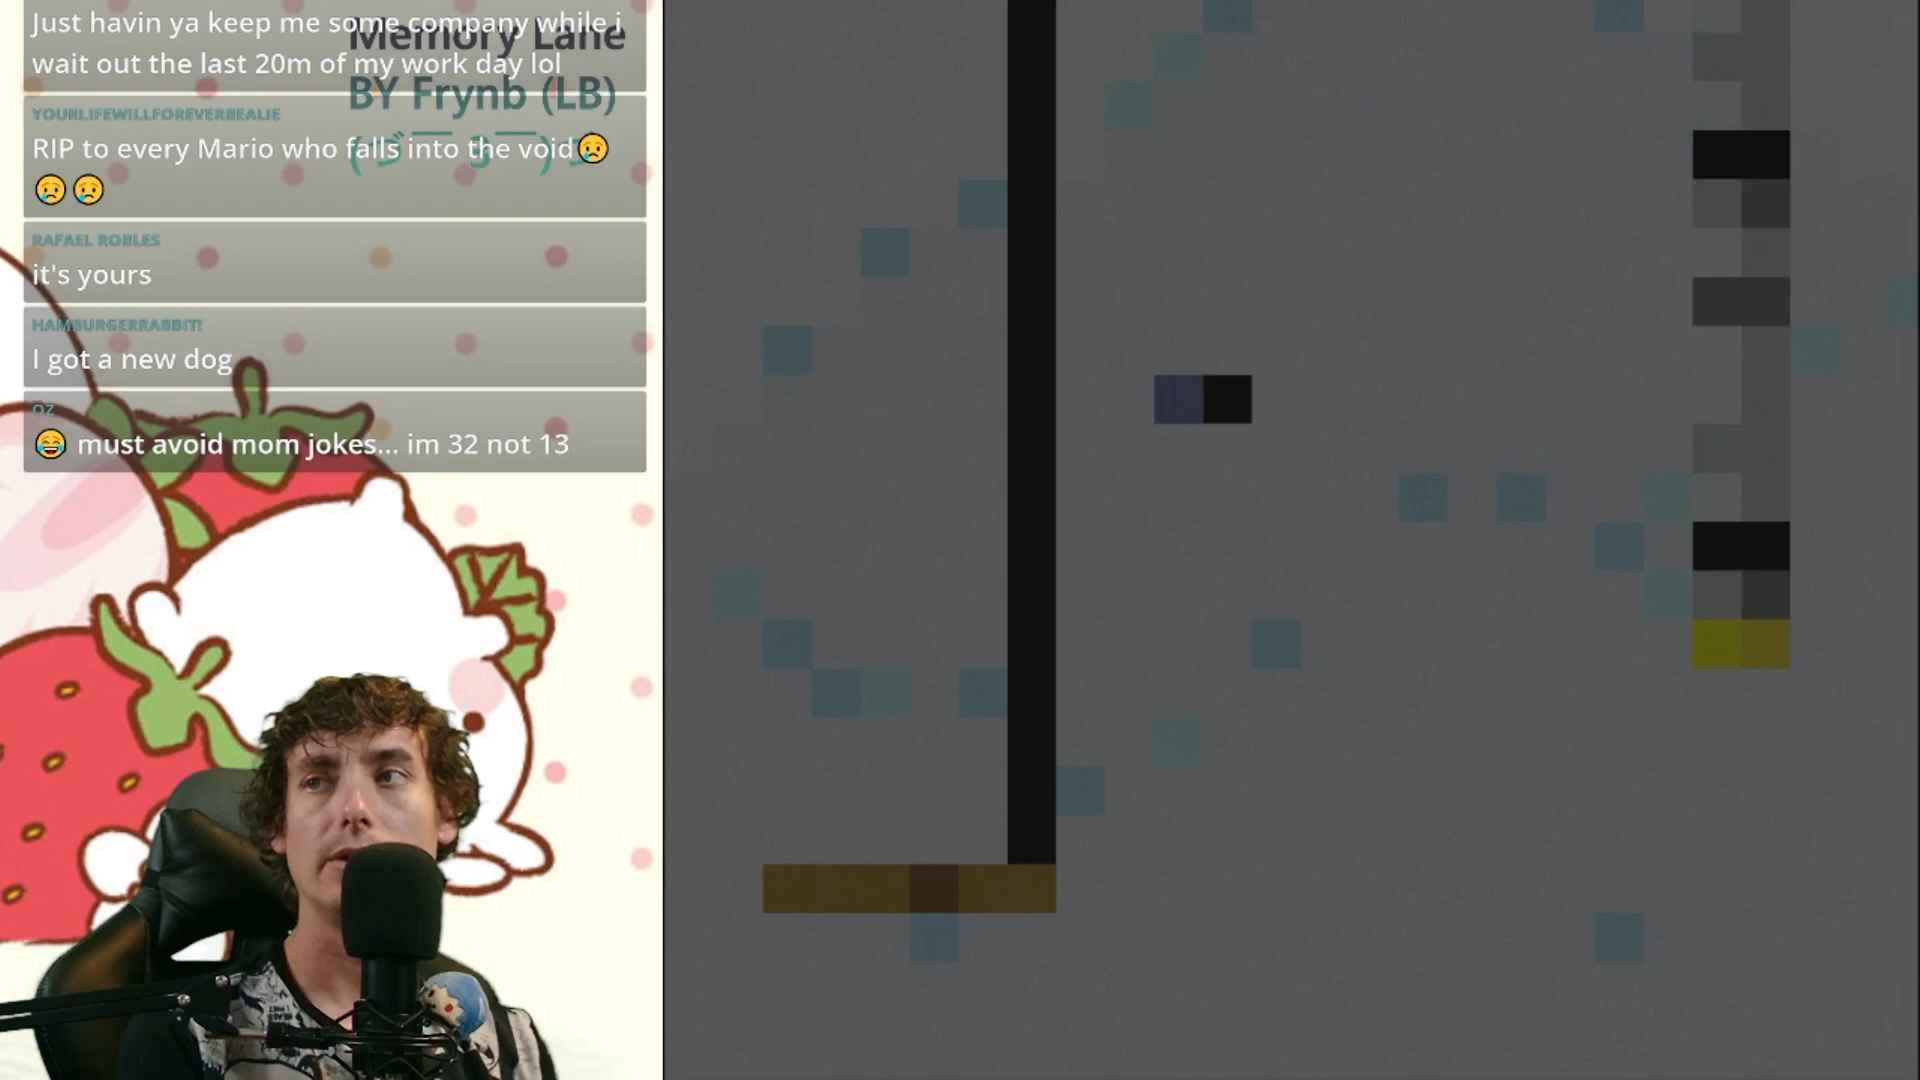 Just havin ya keep me some company while i
wait out the last 20m of my work day lol
Memory Lane
BY Frynb (LB)
YOURLIFEWILLFOREVERBEALIE
RIP to every Mario who falls into the void😢
😢😢
RAFAEL ROBLES
it's yours
HAMBURGERRABBIT!
I got a new dog
OZ
😂 must avoid mom jokes... im 32 not 13